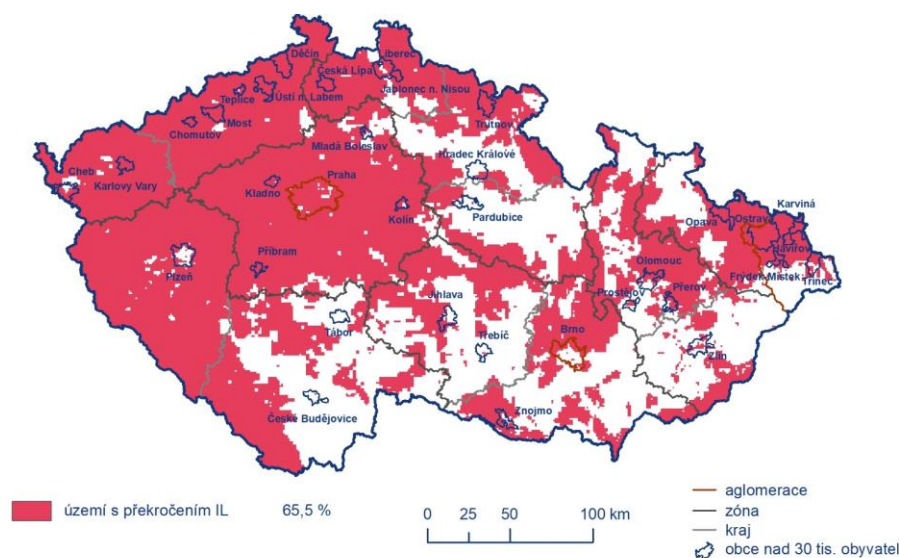 Děčín
Liberec
Česká Lípa
Teplice
Ústí n. Labem
Jablonec n. Nisou
Most
Chomutov
Trutnov
Mladá Boleslav
Hradec Králové
Cheb
Karlovy Vary
Praha
Kladno
Kolín
Pardubice
Karviná
Opava
Ostrava
Havířov
Plzeň
Příbram
Olomouc
Frýdek-Místek
Třinec
Prostějov
Přerov
Jihlava
Tábor
Třebíč
Brno
Zlín
České Budějovice
Znojmo
území s překročením IL 65,5 %
0 25 50 100 km
aglomerace
zóna
kraj
obce nad 30 tis. obyvatel